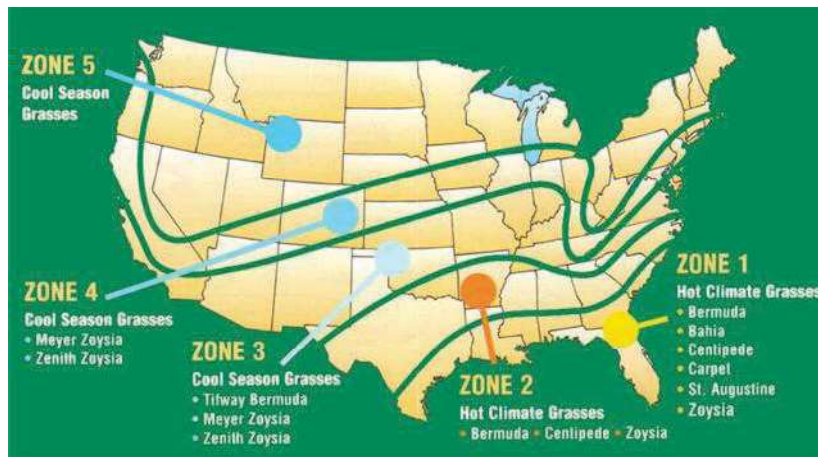 ZONE 5
Cool Season
Grasses
ZONE 4
Cool Season Grasses
• Meyer Zoysia
• Zenith Zoysia
ZONE 3
Cool Season Grasses
• Tifway Bermuda
• Meyer Zoysia
• Zenith Zoysia
ZONE 2
Hot Climate Grasses
• Bermuda • Centipede • Zoysia
ZONE 1
Hot Climate Grasses
• Bermuda
• Bahia
• Centipede
• Carpet
• St. Augustine
• Zoysia